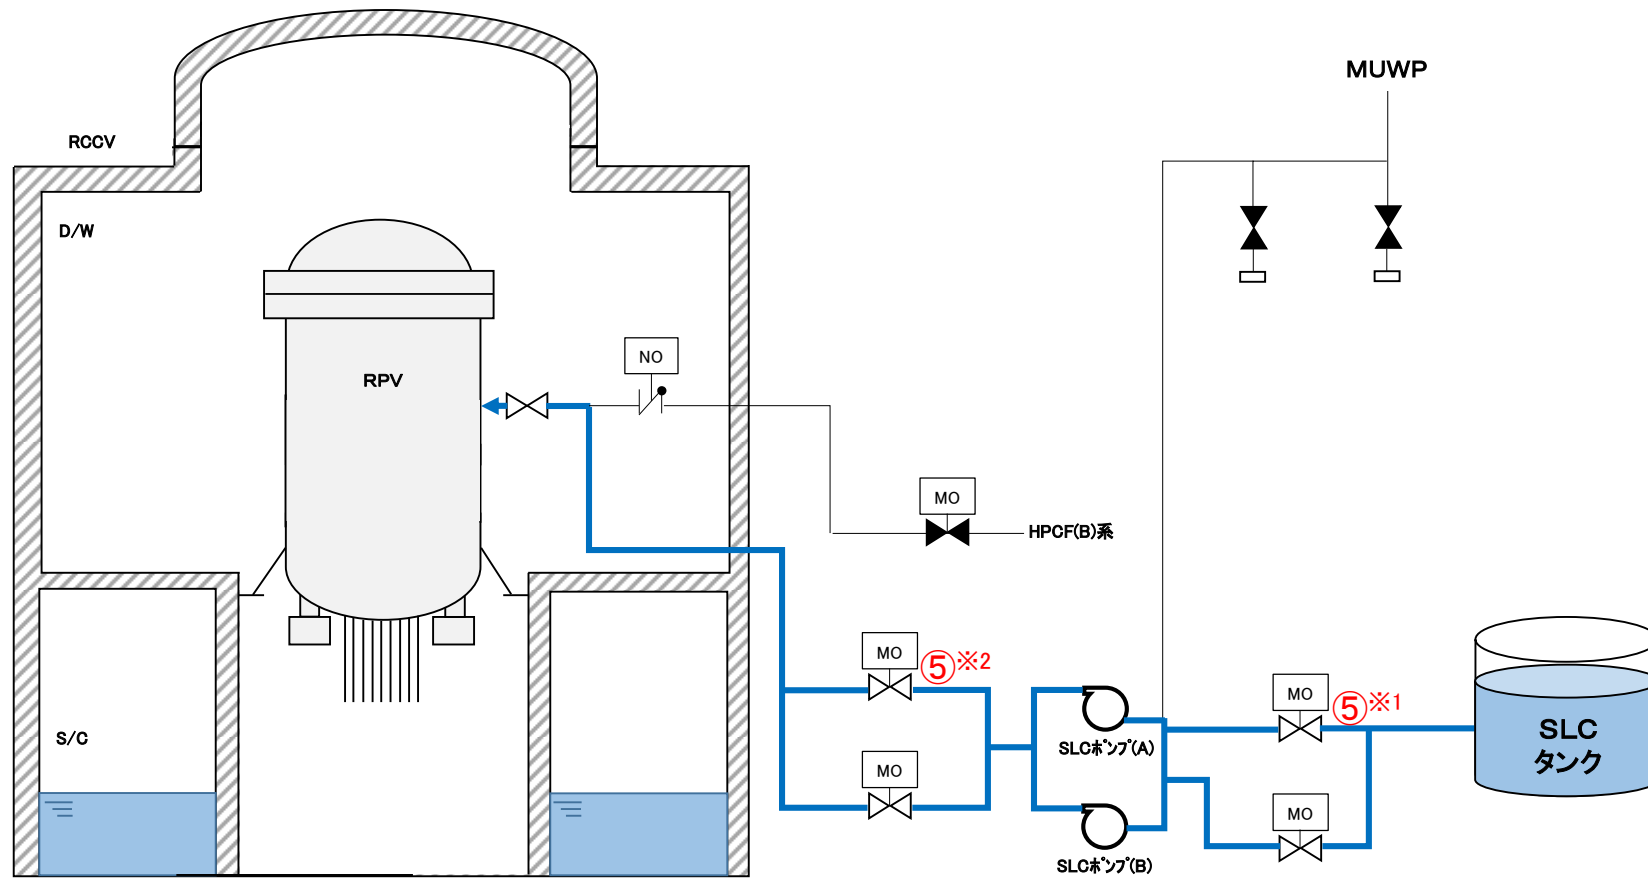 MUWP
RCCV
D/W
NO
RPV
MO
HPCF(B)系
MO
⑤※2
MO
⑤※1
SLCポンプ(A)
SLC
タンク
S/C
MO
MO
SLCポンプ(B)